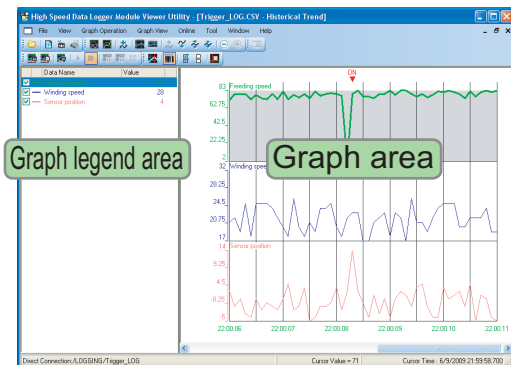 High Speed Data Logger Module Viewer Utility - [Trigger_LOG.CSV - Historical Trend]
File View Graph Operation Graph View Online Tool Window Help
Data Name Value
Winding speed 28
Sensor position 4
Graph legend area
Graph area
ON
83 Freeding speed
62.75
42.5
22.25
2
32 Winding speed
28.25
24.5
20.75
17
14 Sensor position
9.25
4.5
-0.25
-5
22:00:06 22:00:07 22:00:08 22:00:09 22:00:10 22:00:11
Direct Connection:/LOGGING/Trigger_LOG Cursor Value = 71 Cursor Time : 6/9/2009 21:59:58.700